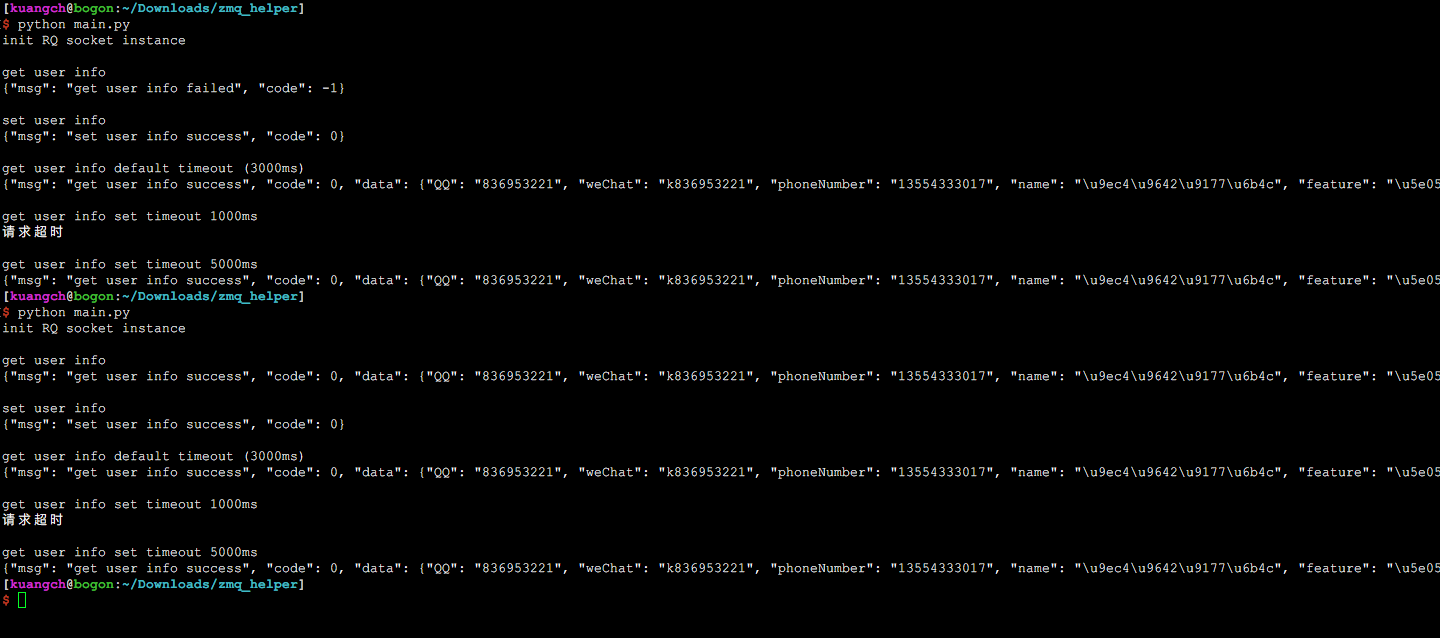 [kuangch@bogon:~/Downloads/zmq_helper]
$ python main.py
init RQ socket instance
get user info
{"msg": "get user info failed", "code": -1}
set user info
{"msg": "set user info success", "code": 0}
get user info default timeout (3000ms)
{"msg": "get user info success", "code": 0, "data": {"QQ": "836953221", "weChat": "k836953221", "phoneNumber": "13554333017", "name": "\u9ec4\u9642\u9177\u6b4c", "feature": "\u5e05
get user info set timeout 1000ms
请求超时
get user info set timeout 5000ms
{"msg": "get user info success", "code": 0, "data": {"QQ": "836953221", "weChat": "k836953221", "phoneNumber": "13554333017", "name": "\u9ec4\u9642\u9177\u6b4c", "feature": "\u5e05
[kuangch@bogon:~/Downloads/zmq_helper]
$ python main.py
init RQ socket instance
get user info
{"msg": "get user info success", "code": 0, "data": {"QQ": "836953221", "weChat": "k836953221", "phoneNumber": "13554333017", "name": "\u9ec4\u9642\u9177\u6b4c", "feature": "\u5e05
set user info
{"msg": "set user info success", "code": 0}
get user info default timeout (3000ms)
{"msg": "get user info success", "code": 0, "data": {"QQ": "836953221", "weChat": "k836953221", "phoneNumber": "13554333017", "name": "\u9ec4\u9642\u9177\u6b4c", "feature": "\u5e05
get user info set timeout 1000ms
请求超时
get user info set timeout 5000ms
{"msg": "get user info success", "code": 0, "data": {"QQ": "836953221", "weChat": "k836953221", "phoneNumber": "13554333017", "name": "\u9ec4\u9642\u9177\u6b4c", "feature": "\u5e05
[kuangch@bogon:~/Downloads/zmq_helper]
$